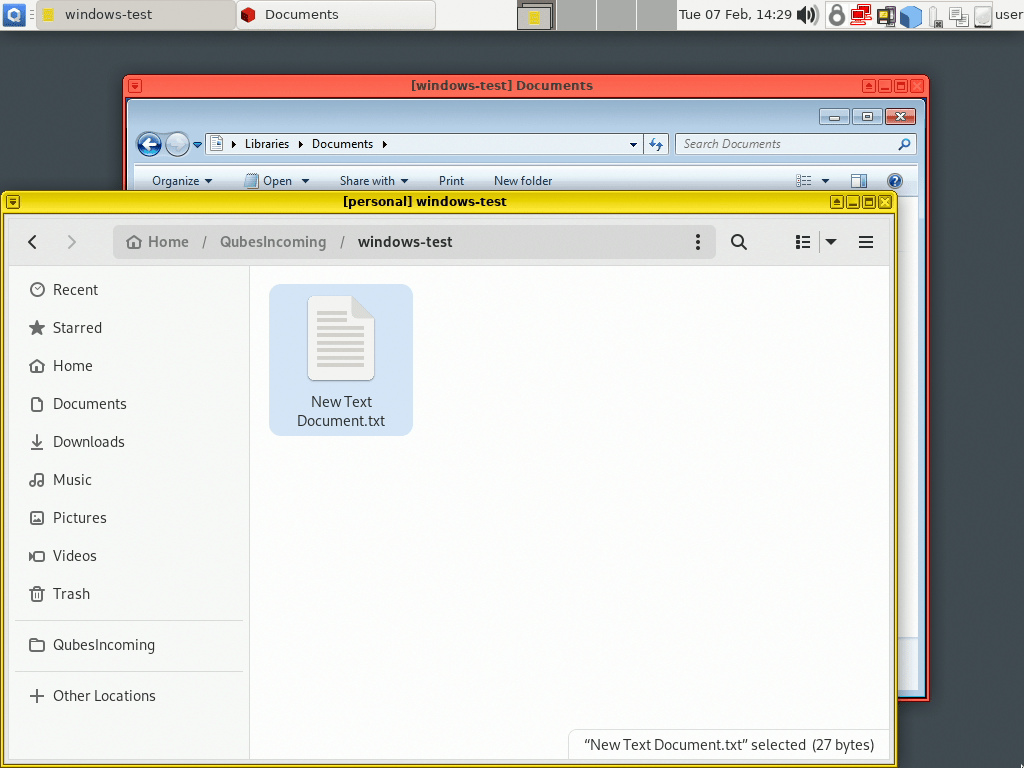 windows-test
Documents
Tue 07 Feb, 14:29
user
[windows-test] Documents
Libraries
Documents
Search Documents
Organize
Open
Share with
Print
New folder
[personal] windows-test
Home / QubesIncoming / windows-test
Recent
Starred
Home
Documents
Downloads
Music
Pictures
Videos
Trash
QubesIncoming
Other Locations
New Text
Document.txt
“New Text Document.txt” selected (27 bytes)